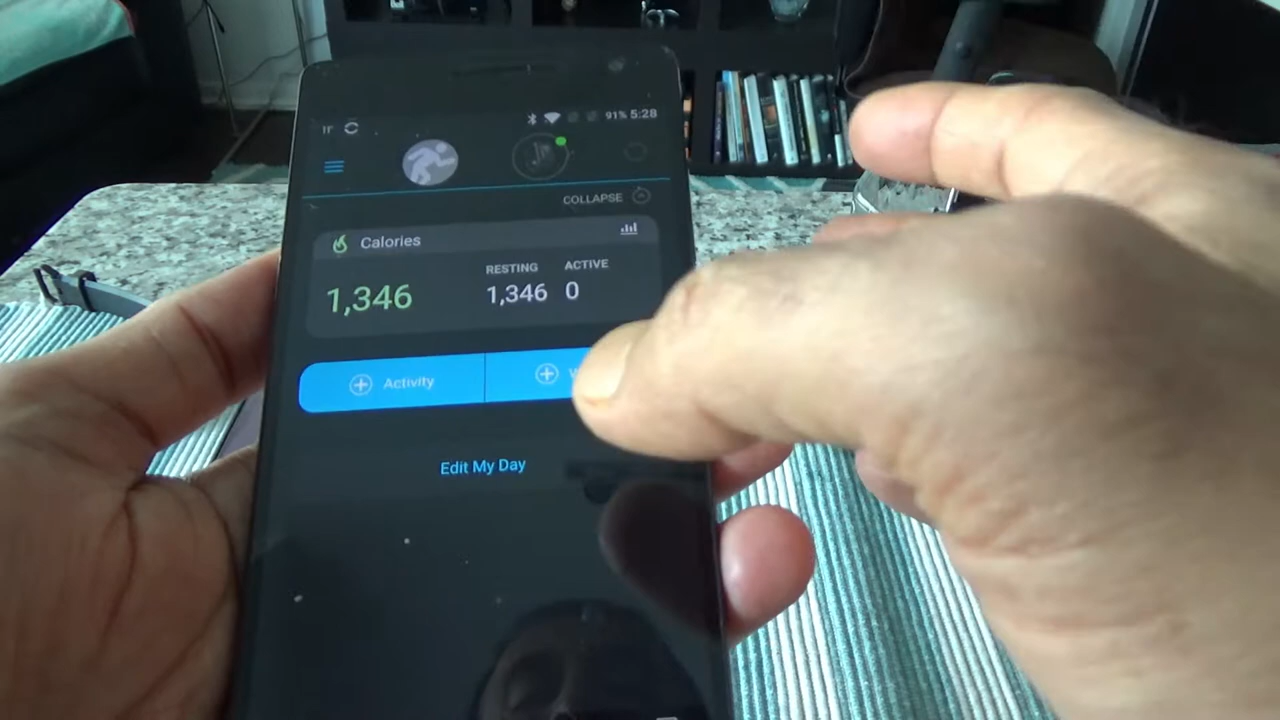 91% 5:28
COLLAPSE
Calories
RESTING ACTIVE
1,346 1,346 0
Activity
Edit My Day